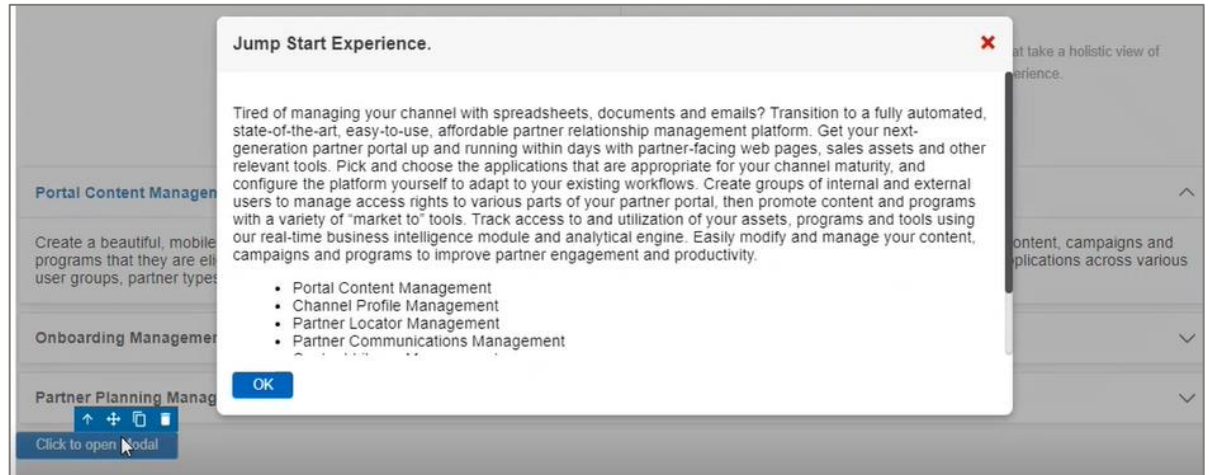 Jump Start Experience.
at take a holistic view of
erience.
Tired of managing your channel with spreadsheets, documents and emails? Transition to a fully automated,
state-of-the-art, easy-to-use, affordable partner relationship management platform. Get your next-
generation partner portal up and running within days with partner-facing web pages, sales assets and other
relevant tools. Pick and choose the applications that are appropriate for your channel maturity, and
configure the platform yourself to adapt to your existing workflows. Create groups of internal and external
users to manage access rights to various parts of your partner portal, then promote content and programs
with a variety of “market to” tools. Track access to and utilization of your assets, programs and tools using
our real-time business intelligence module and analytical engine. Easily modify and manage your content,
campaigns and programs to improve partner engagement and productivity.
• Portal Content Management
• Channel Profile Management
• Partner Locator Management
• Partner Communications Management
OK
Portal Content Managen
Create a beautiful, mobile
programs that they are eli
user groups, partner types
ontent, campaigns and
plications across various
Onboarding Managemer
Partner Planning Manag
Click to open Modal